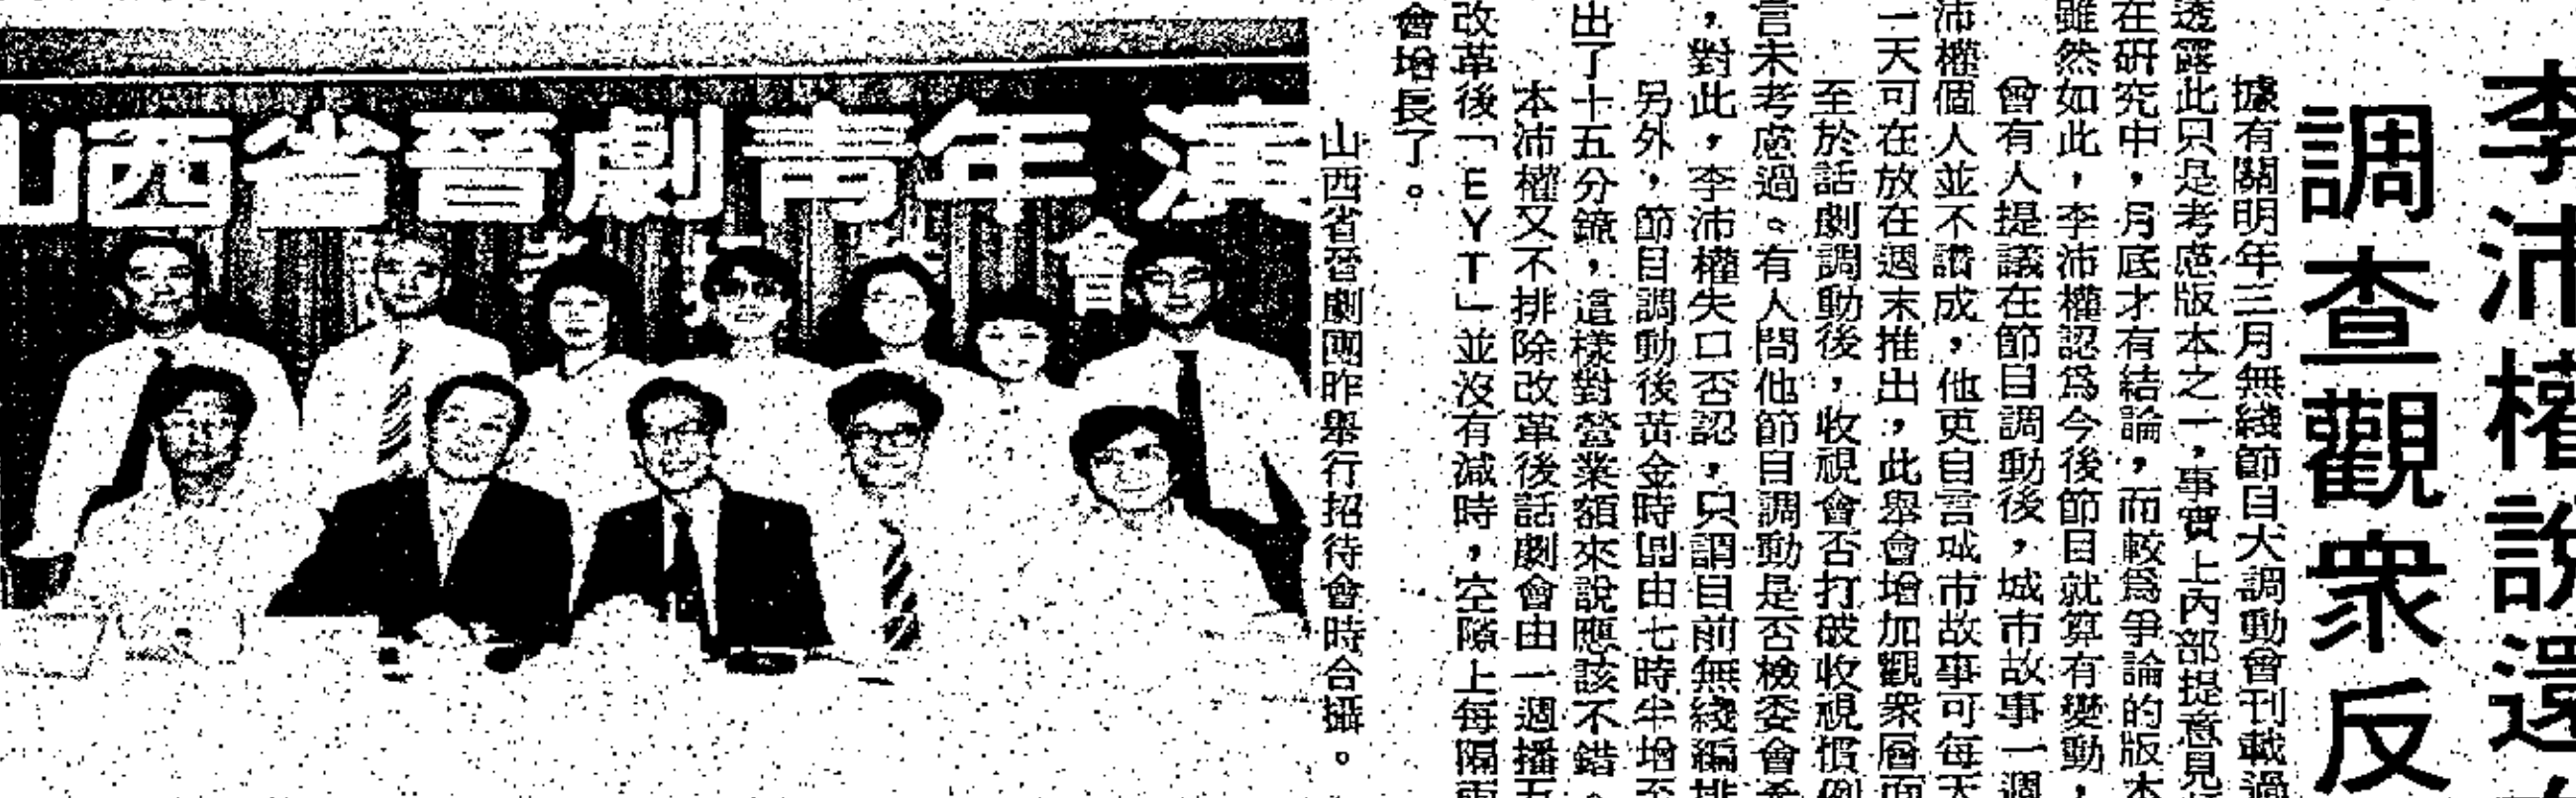 李沛權說還
調查觀衆反
據有關明年三月無綫節目大調動會刊載過
透露此只是考慮版本之一，事實上內部提意見
在研究中，月底才有結論，而較爲爭論的版本
雖然如此，李沛權認爲今後節目就算有變動，
曾有人提議在節目調動後，城市故事一週
沛權個人並不讚成，他更自言城市故事可每天
一天可在放在週末推出，此舉會增加觀衆層面
至於話劇調動後，收視會否打破收視慣例
言未考慮過。有人問他節目調動是否檢委會
，對此，李沛權失口否認，只謂目前無綫編排
另外，節目調動後黃金時間由七時半增至
出了十五分鐘，這樣對營業額來說應該不錯。
本沛權又不排除改革後話劇會由一週播五
改革後「EYT」並沒有減時，空隙上每隔兩
會增長了。
山西省晉劇團昨舉行招待會時合攝。
山西省晉劇青年演
會